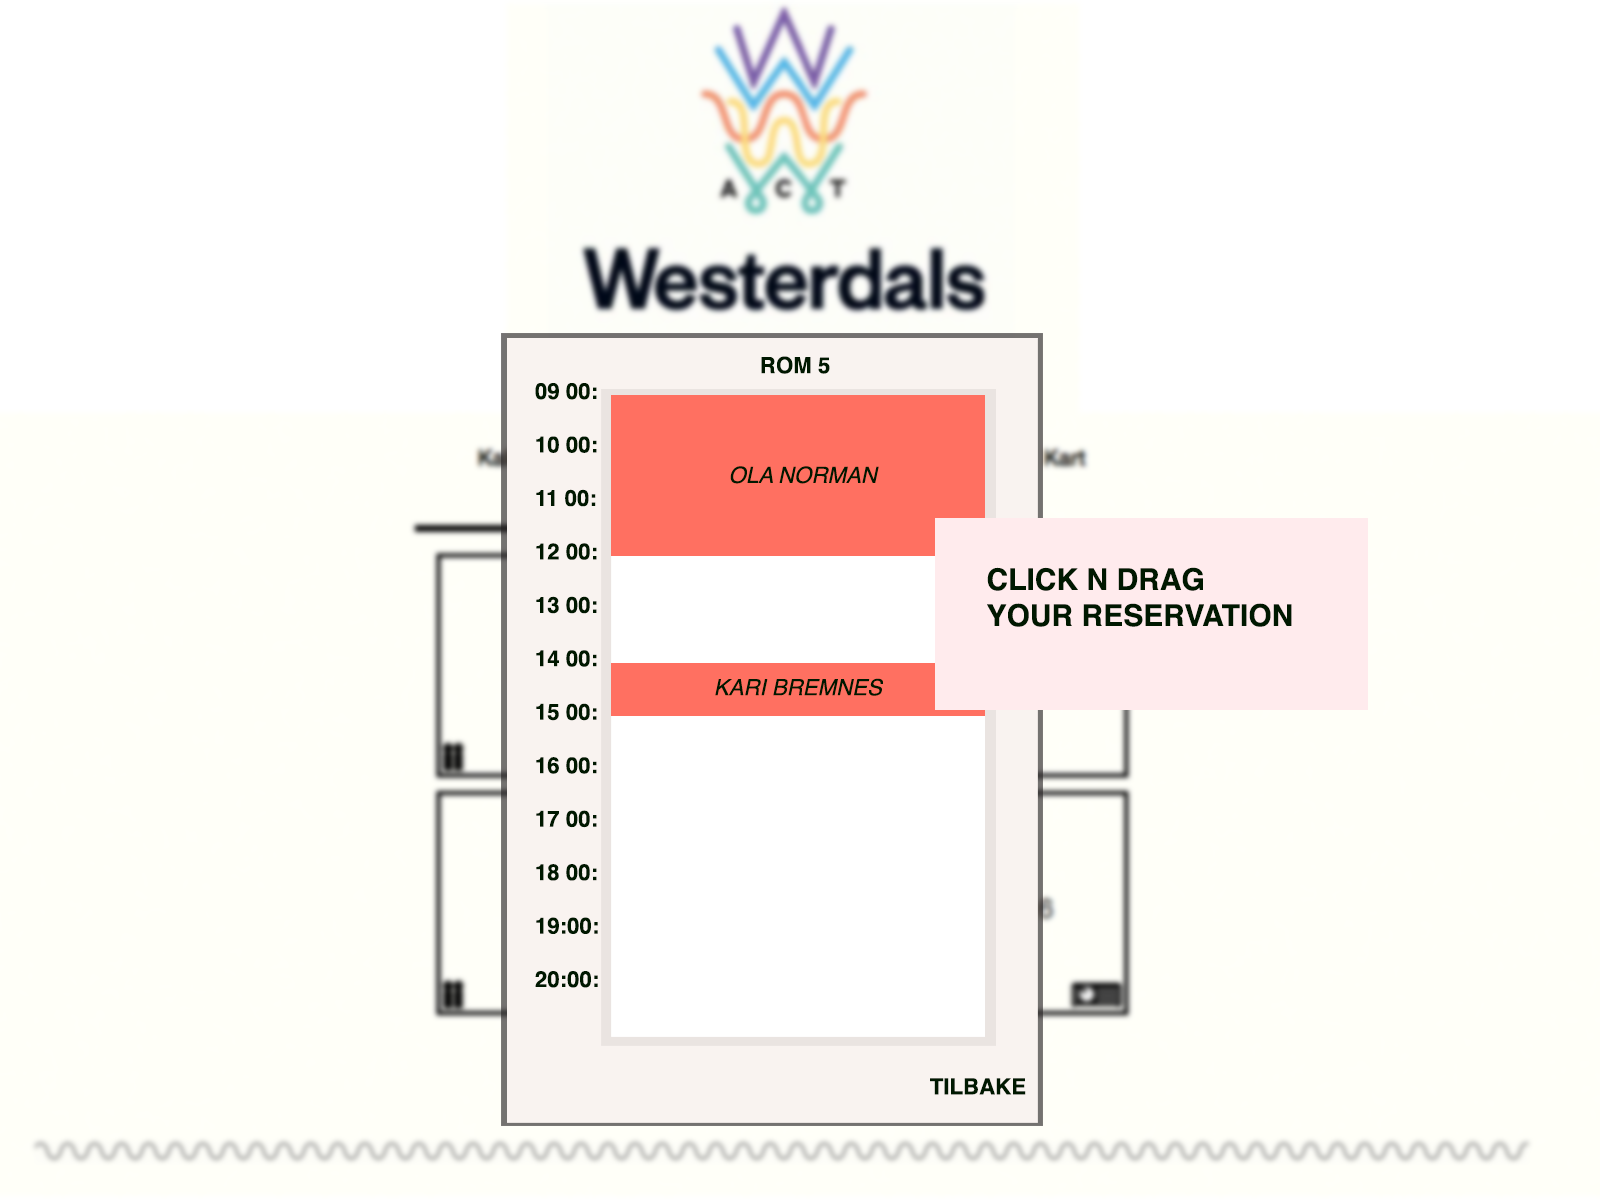 A C T
Westerdals
ROM 5
09 00:
10 00:
OLA NORMAN
11 00:
12 00:
13 00:
14 00:
KARI BREMNES
15 00:
16 00:
17 00:
18 00:
19:00:
20:00:
Kart
CLICK N DRAG
YOUR RESERVATION
TILBAKE